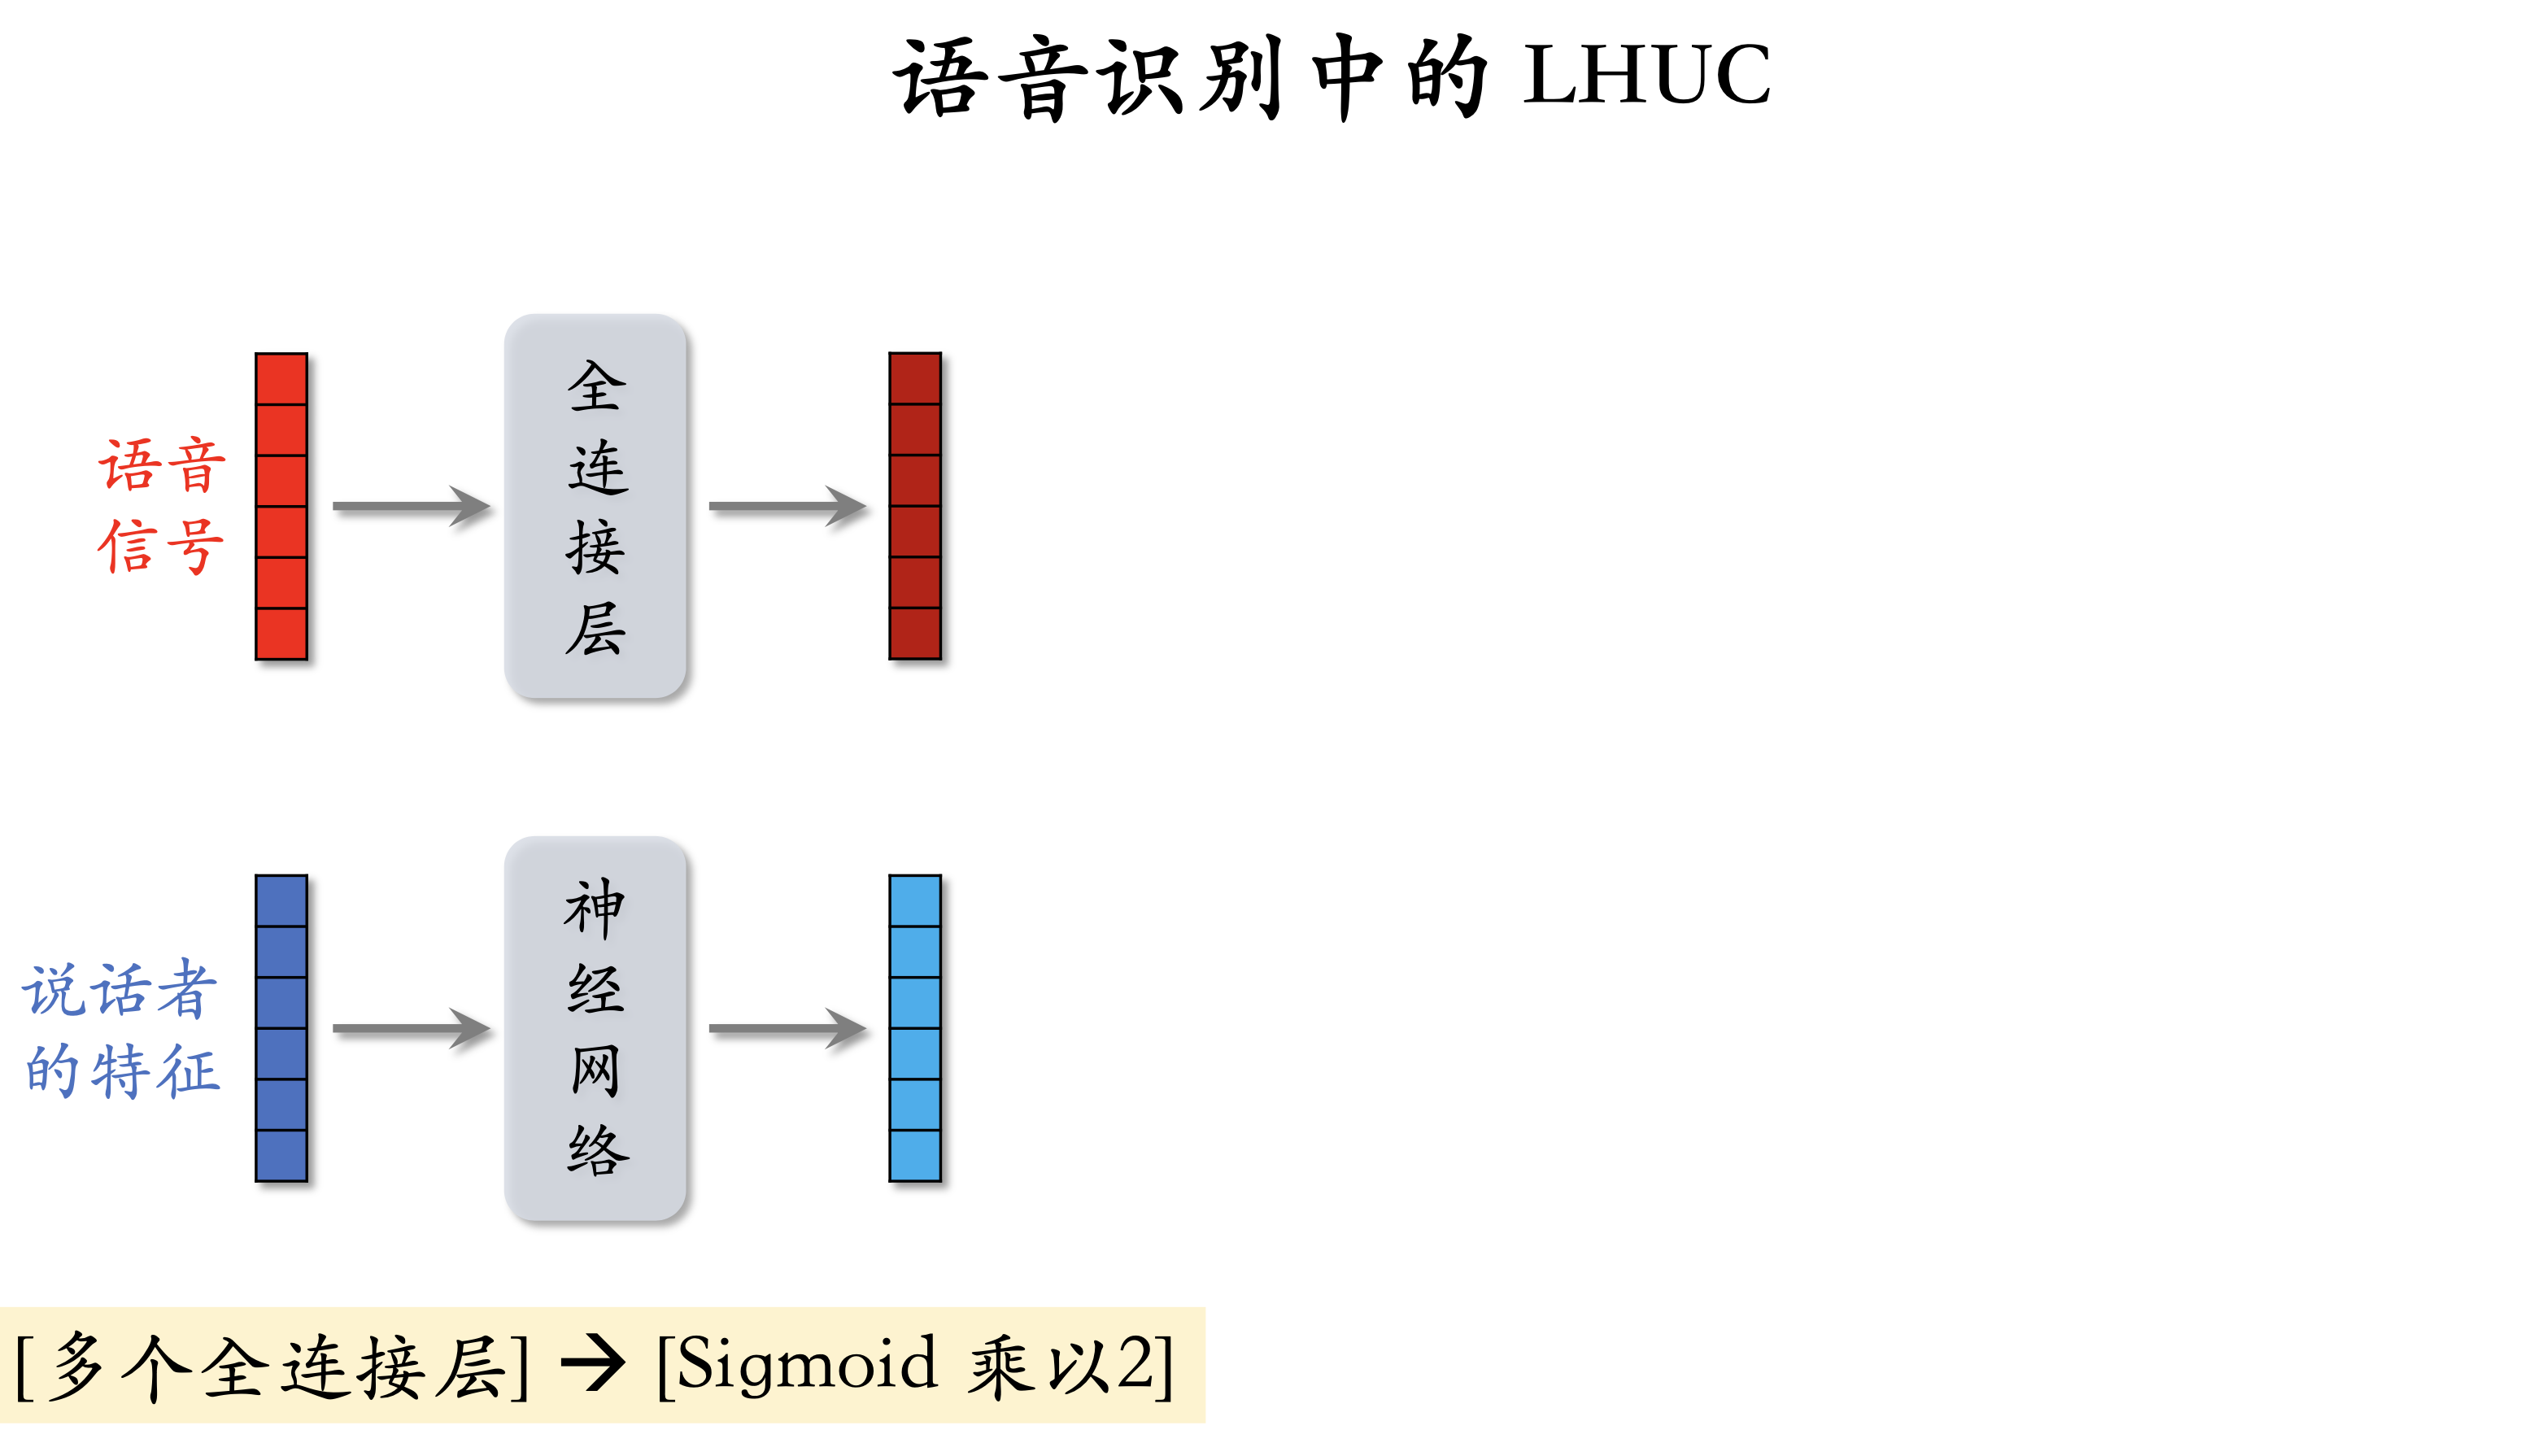 语音识别中的 LHUC
语音
信号
全
连
接
层
说话者
的特征
神
经
网
络
[多个全连接层] → [Sigmoid 乘以2]